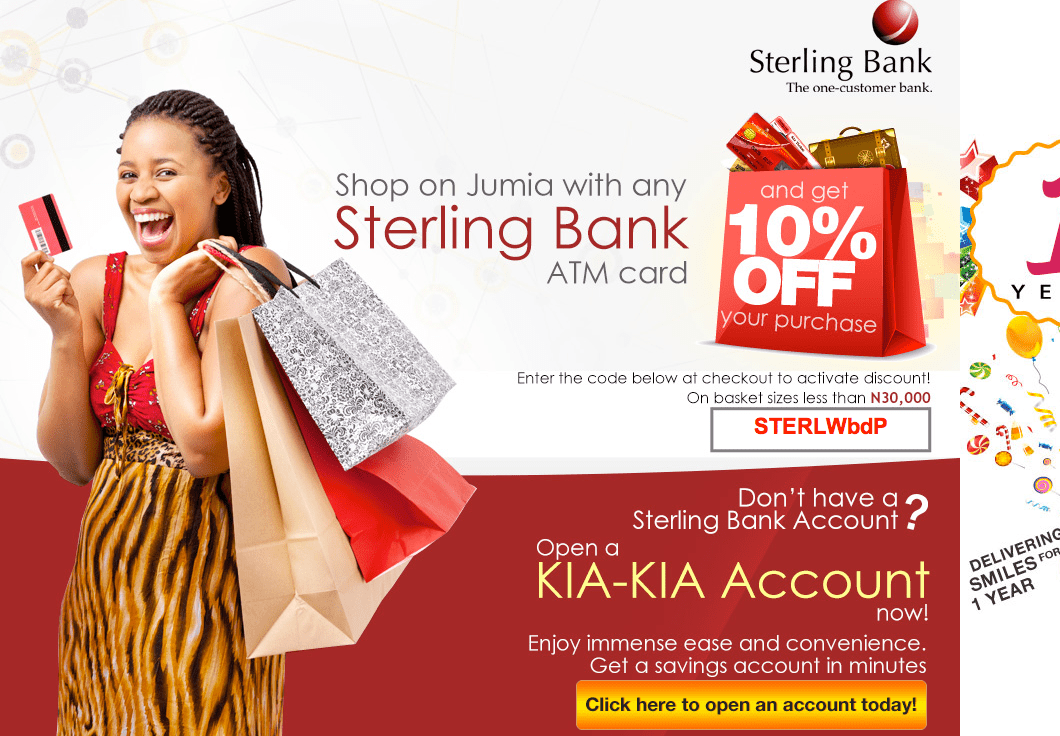 Sterling Bank
The one-customer bank.
Shop on Jumia with any
Sterling Bank
ATM card
and get
10%
OFF
your purchase
Enter the code below at checkout to activate discount!
On basket sizes less than N30,000
STERLWbdP
Don't have a
Sterling Bank Account ?
Open a
KIA-KIA Account
now!
Enjoy immense ease and convenience.
Get a savings account in minutes
Click here to open an account today!
1
YE
DELIVERING
SMILES FOR
1 YEAR